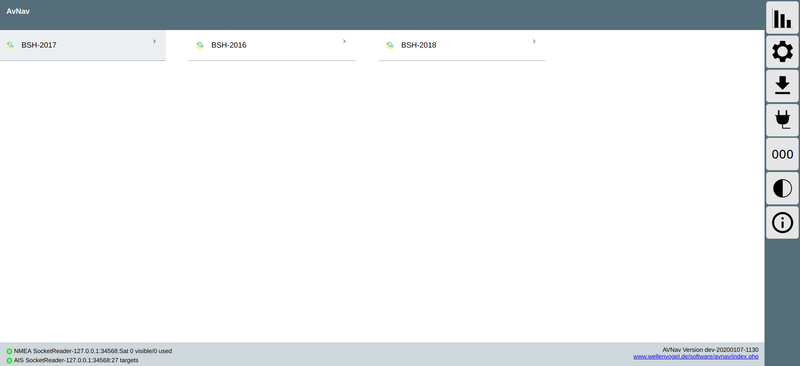 AvNav
BSH-2017
BSH-2016
BSH-2018
000
NMEA SocketReader-127.0.0.1:34568:Sat 0 visible/0 used
AIS SocketReader-127.0.0.1:34568:27 targets
AVNav Version dev-20200107-1130
www.wellenvogel.de/software/avnav/index.php